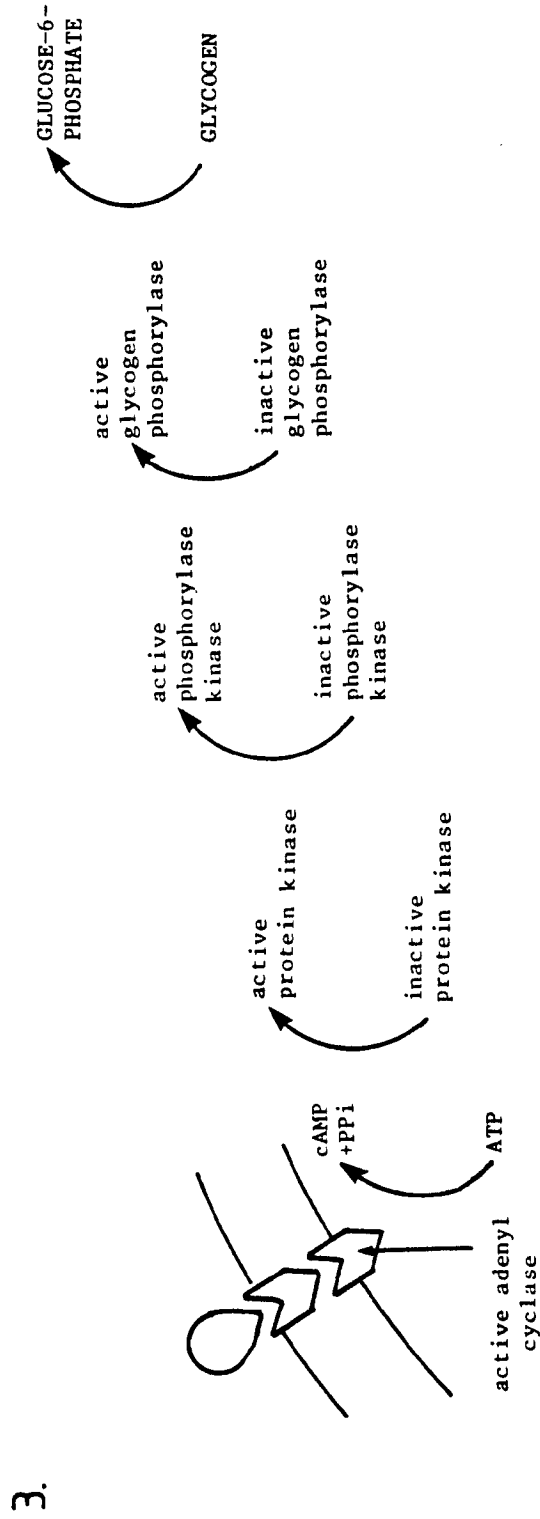 3.
active adenyl
cyclase
ATP
cAMP
+PPi
inactive
protein kinase
active
protein kinase
inactive
phosphorylase
kinase
active
phosphorylase
kinase
inactive
glycogen
phosphorylase
active
glycogen
phosphorylase
GLYCOGEN
GLUCOSE-6-
PHOSPHATE